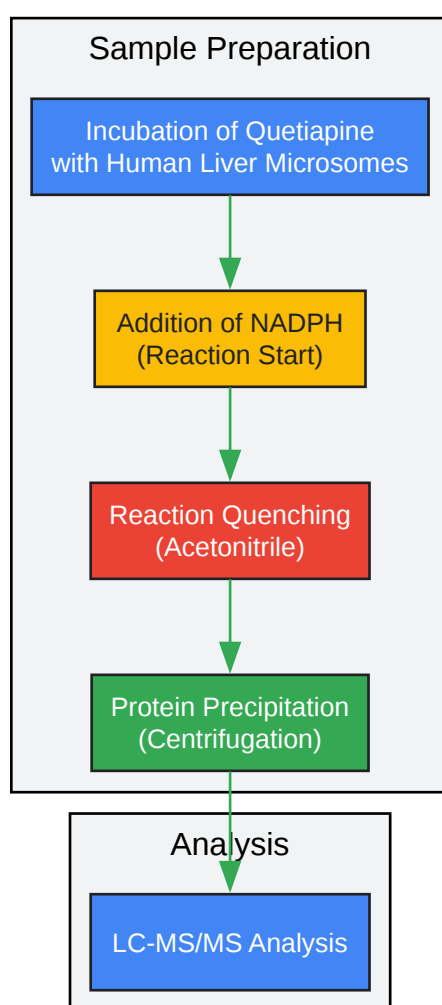 Sample Preparation
Incubation of Quetiapine
with Human Liver Microsomes
Addition of NADPH
(Reaction Start)
Reaction Quenching
(Acetonitrile)
Protein Precipitation
(Centrifugation)
Analysis
LC-MS/MS Analysis